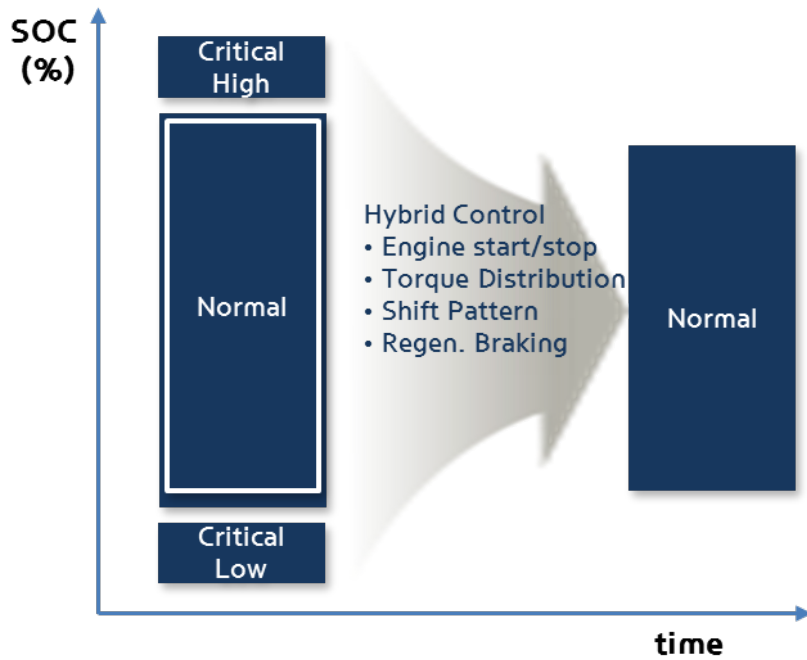 SOC
(%)
Critical
High
Normal
Hybrid Control
• Engine start/stop
• Torque Distribution
• Shift Pattern
• Regen. Braking
Normal
Critical
Low
time